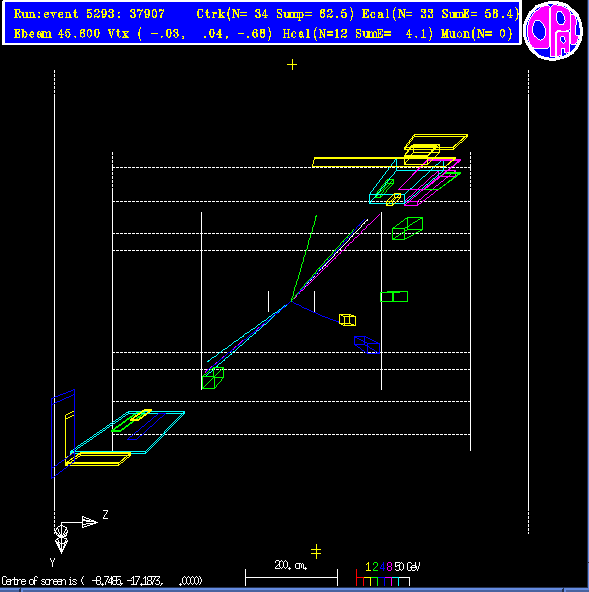 Run:event 5293: 37907 Ctrk(N= 34 Sump= 62.5) Ecal(N= 33 SumE= 56.4)
Ebeam 45.600 Vtx ( -.03, .04, -.68) Hcal(N=12 SumE= 4.1) Muon(N= 0)
OPAL
Z
Y
200. cm.
1 2 4 8 50 GeV
Centre of screen is ( -8.7455, -17.1873, .0000)